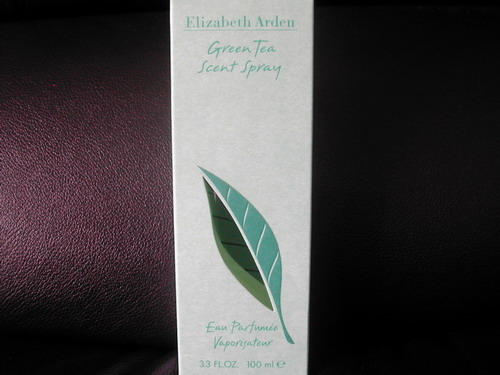 Elizabeth Arden
Green Tea
Scent Spray
Eau Parfumée
Vaporisateur
3.3 FL.OZ. 100 ml ℮